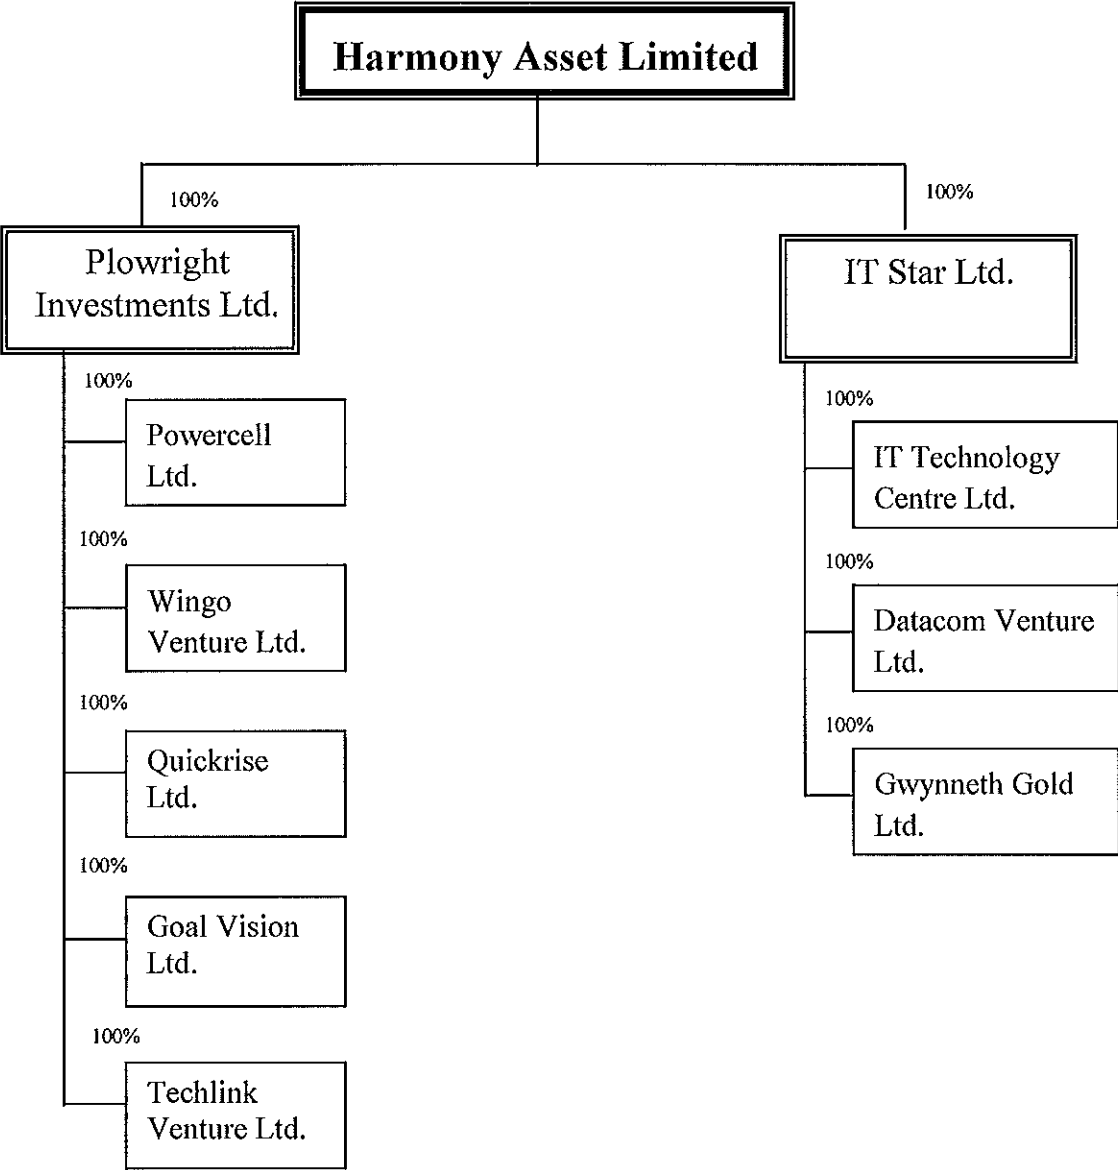 Harmony Asset Limited
100%
100%
Plowright
Investments Ltd.
IT Star Ltd.
100%
Powercell
Ltd.
100%
Wingo
Venture Ltd.
100%
Quickrise
Ltd.
100%
Goal Vision
Ltd.
100%
Techlink
Venture Ltd.
100%
IT Technology
Centre Ltd.
100%
Datacom Venture
Ltd.
100%
Gwynneth Gold
Ltd.